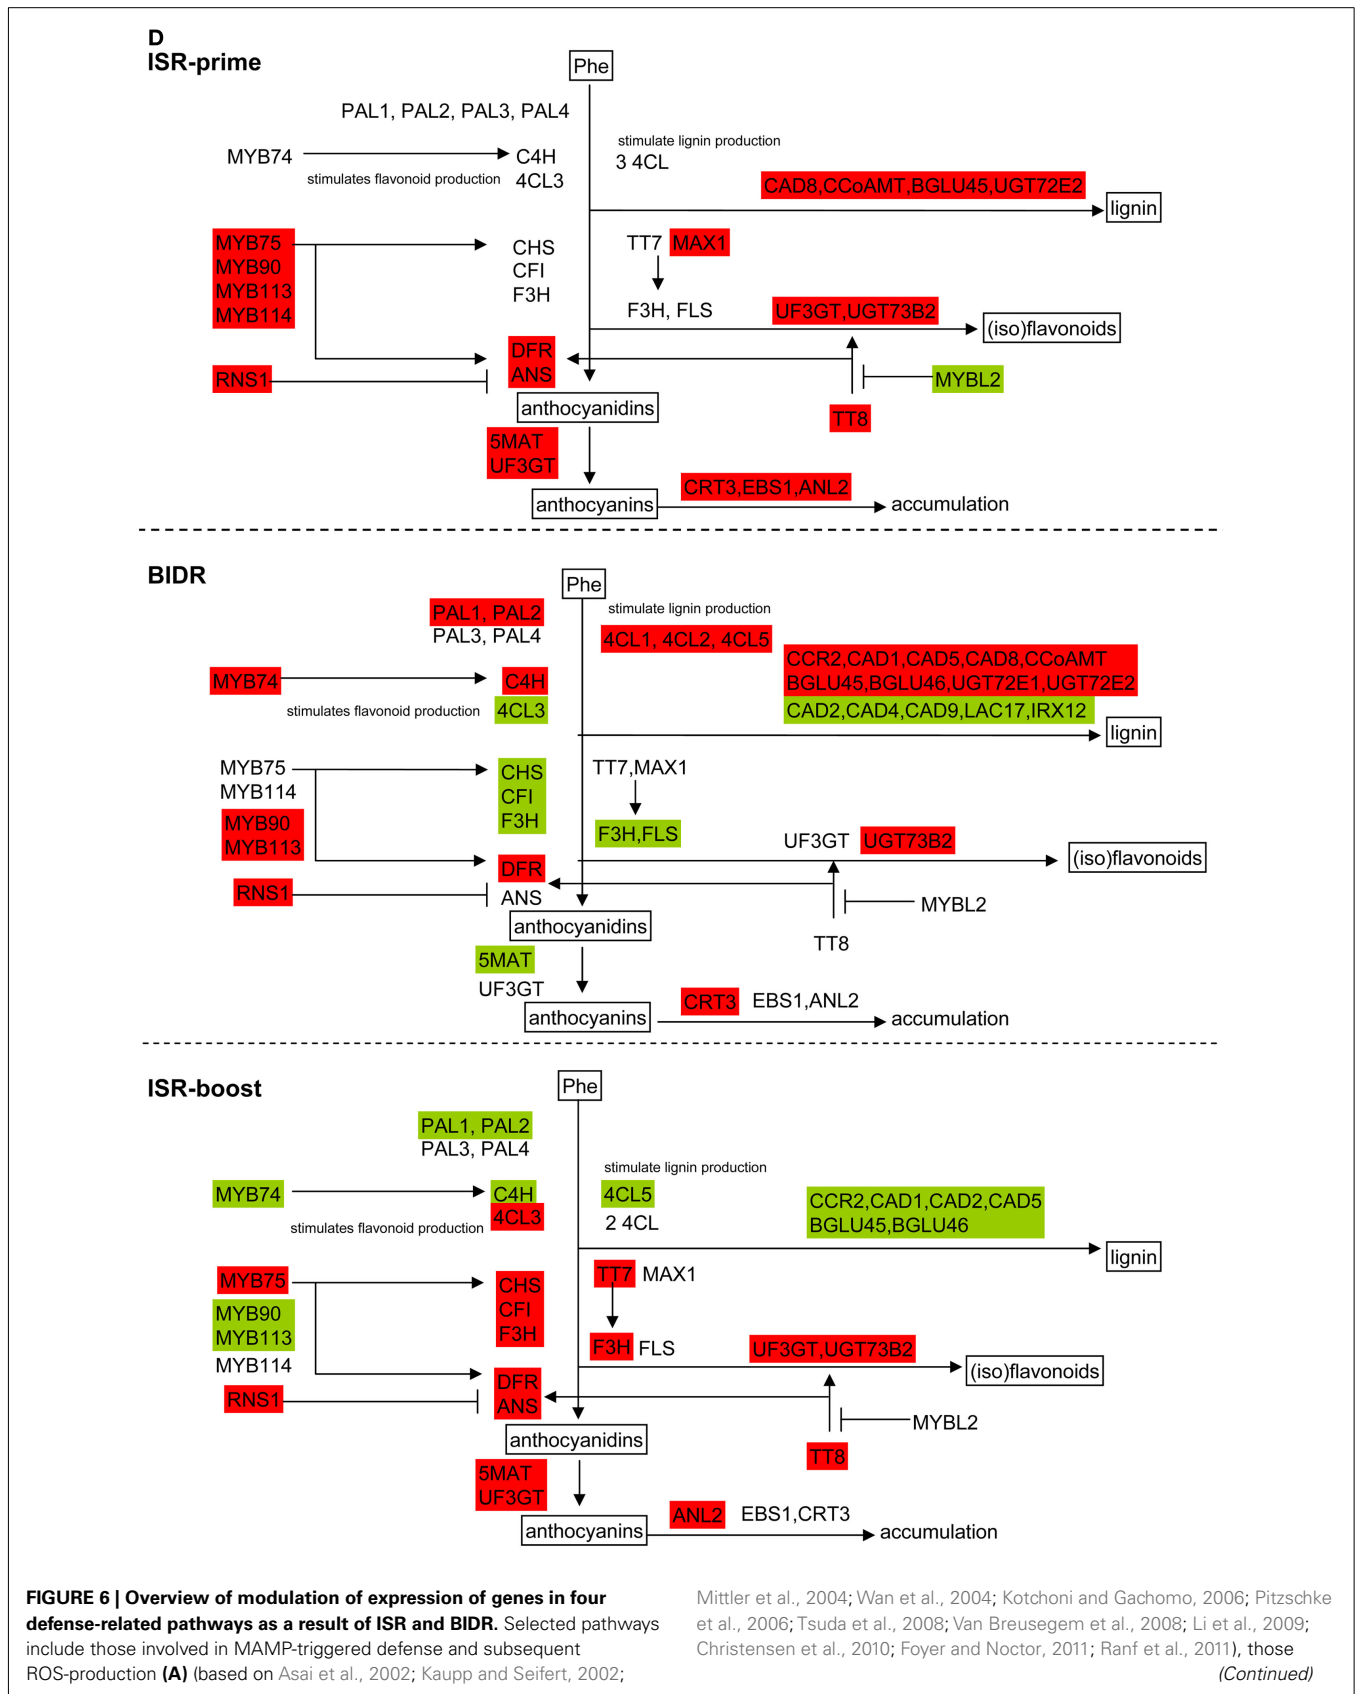 D
ISR-prime
Phe
PAL1, PAL2, PAL3, PAL4
stimulate lignin production
MYB74
C4H
3 4CL
stimulates flavonoid production
4CL3
CAD8,CCoAMT,BGLU45,UGT72E2
lignin
MYB75
MYB90
MYB113
MYB114
CHS
CFI
F3H
TT7 MAX1
F3H, FLS
UF3GT,UGT73B2
(iso)flavonoids
DFR
ANS
RNS1
MYBL2
anthocyanidins
TT8
5MAT
UF3GT
CRT3,EBS1,ANL2
anthocyanins
accumulation
BIDR
Phe
PAL1, PAL2
PAL3, PAL4
stimulate lignin production
4CL1, 4CL2, 4CL5
CCR2,CAD1,CAD5,CAD8,CCoAMT
BGLU45,BGLU46,UGT72E1,UGT72E2
CAD2,CAD4,CAD9,LAC17,IRX12
MYB74
C4H
stimulates flavonoid production
4CL3
lignin
MYB75
MYB114
MYB90
MYB113
CHS
CFI
F3H
TT7,MAX1
F3H,FLS
UF3GT UGT73B2
(iso)flavonoids
DFR
ANS
RNS1
MYBL2
anthocyanidins
TT8
5MAT
UF3GT
CRT3 EBS1,ANL2
anthocyanins
accumulation
ISR-boost
Phe
PAL1, PAL2
PAL3, PAL4
stimulate lignin production
MYB74
C4H
4CL5
stimulates flavonoid production
4CL3
2 4CL
CCR2,CAD1,CAD2,CAD5
BGLU45,BGLU46
lignin
MYB75
MYB90
MYB113
MYB114
CHS
CFI
F3H
TT7 MAX1
F3H FLS
UF3GT,UGT73B2
(iso)flavonoids
DFR
ANS
RNS1
MYBL2
anthocyanidins
TT8
5MAT
UF3GT
ANL2 EBS1,CRT3
anthocyanins
accumulation
FIGURE 6 | Overview of modulation of expression of genes in four
defense-related pathways as a result of ISR and BIDR. Selected pathways
include those involved in MAMP-triggered defense and subsequent
ROS-production (A) (based on Asai et al., 2002; Kaupp and Seifert, 2002;
Mittler et al., 2004; Wan et al., 2004; Kotchoni and Gachomo, 2006; Pitzschke
et al., 2006; Tsuda et al., 2008; Van Breusegem et al., 2008; Li et al., 2009;
Christensen et al., 2010; Foyer and Noctor, 2011; Ranf et al., 2011), those
(Continued)